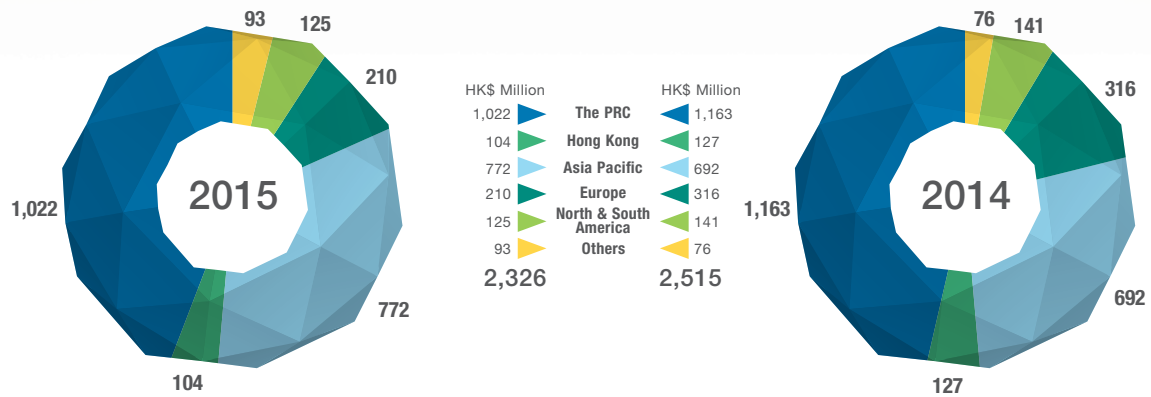 93
125
210
2015
1,022
772
104
HK$ Million
HK$ Million
1,022 The PRC 1,163
104 Hong Kong 127
772 Asia Pacific 692
210 Europe 316
125 North & South
America 141
93 Others 76
2,326
2,515
76
141
316
2014
1,163
692
127